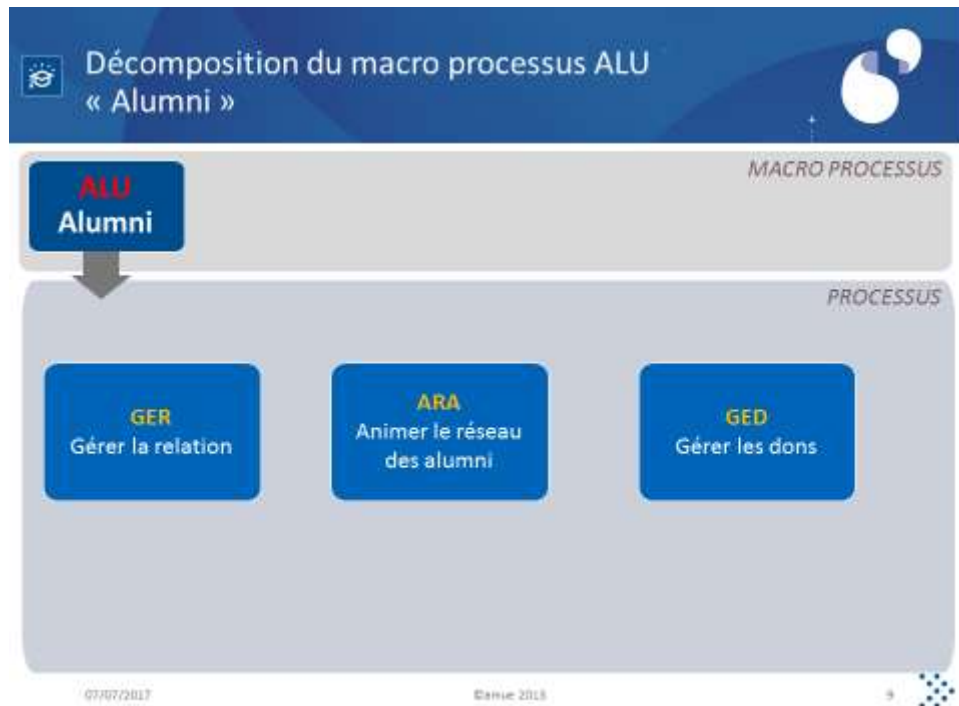 Décomposition du macro processus ALU
« Alumni »
MACRO PROCESSUS
ALU
Alumni
PROCESSUS
GER
Gérer la relation
ARA
Animer le réseau
des alumni
GED
Gérer les dons
07/07/2017
9